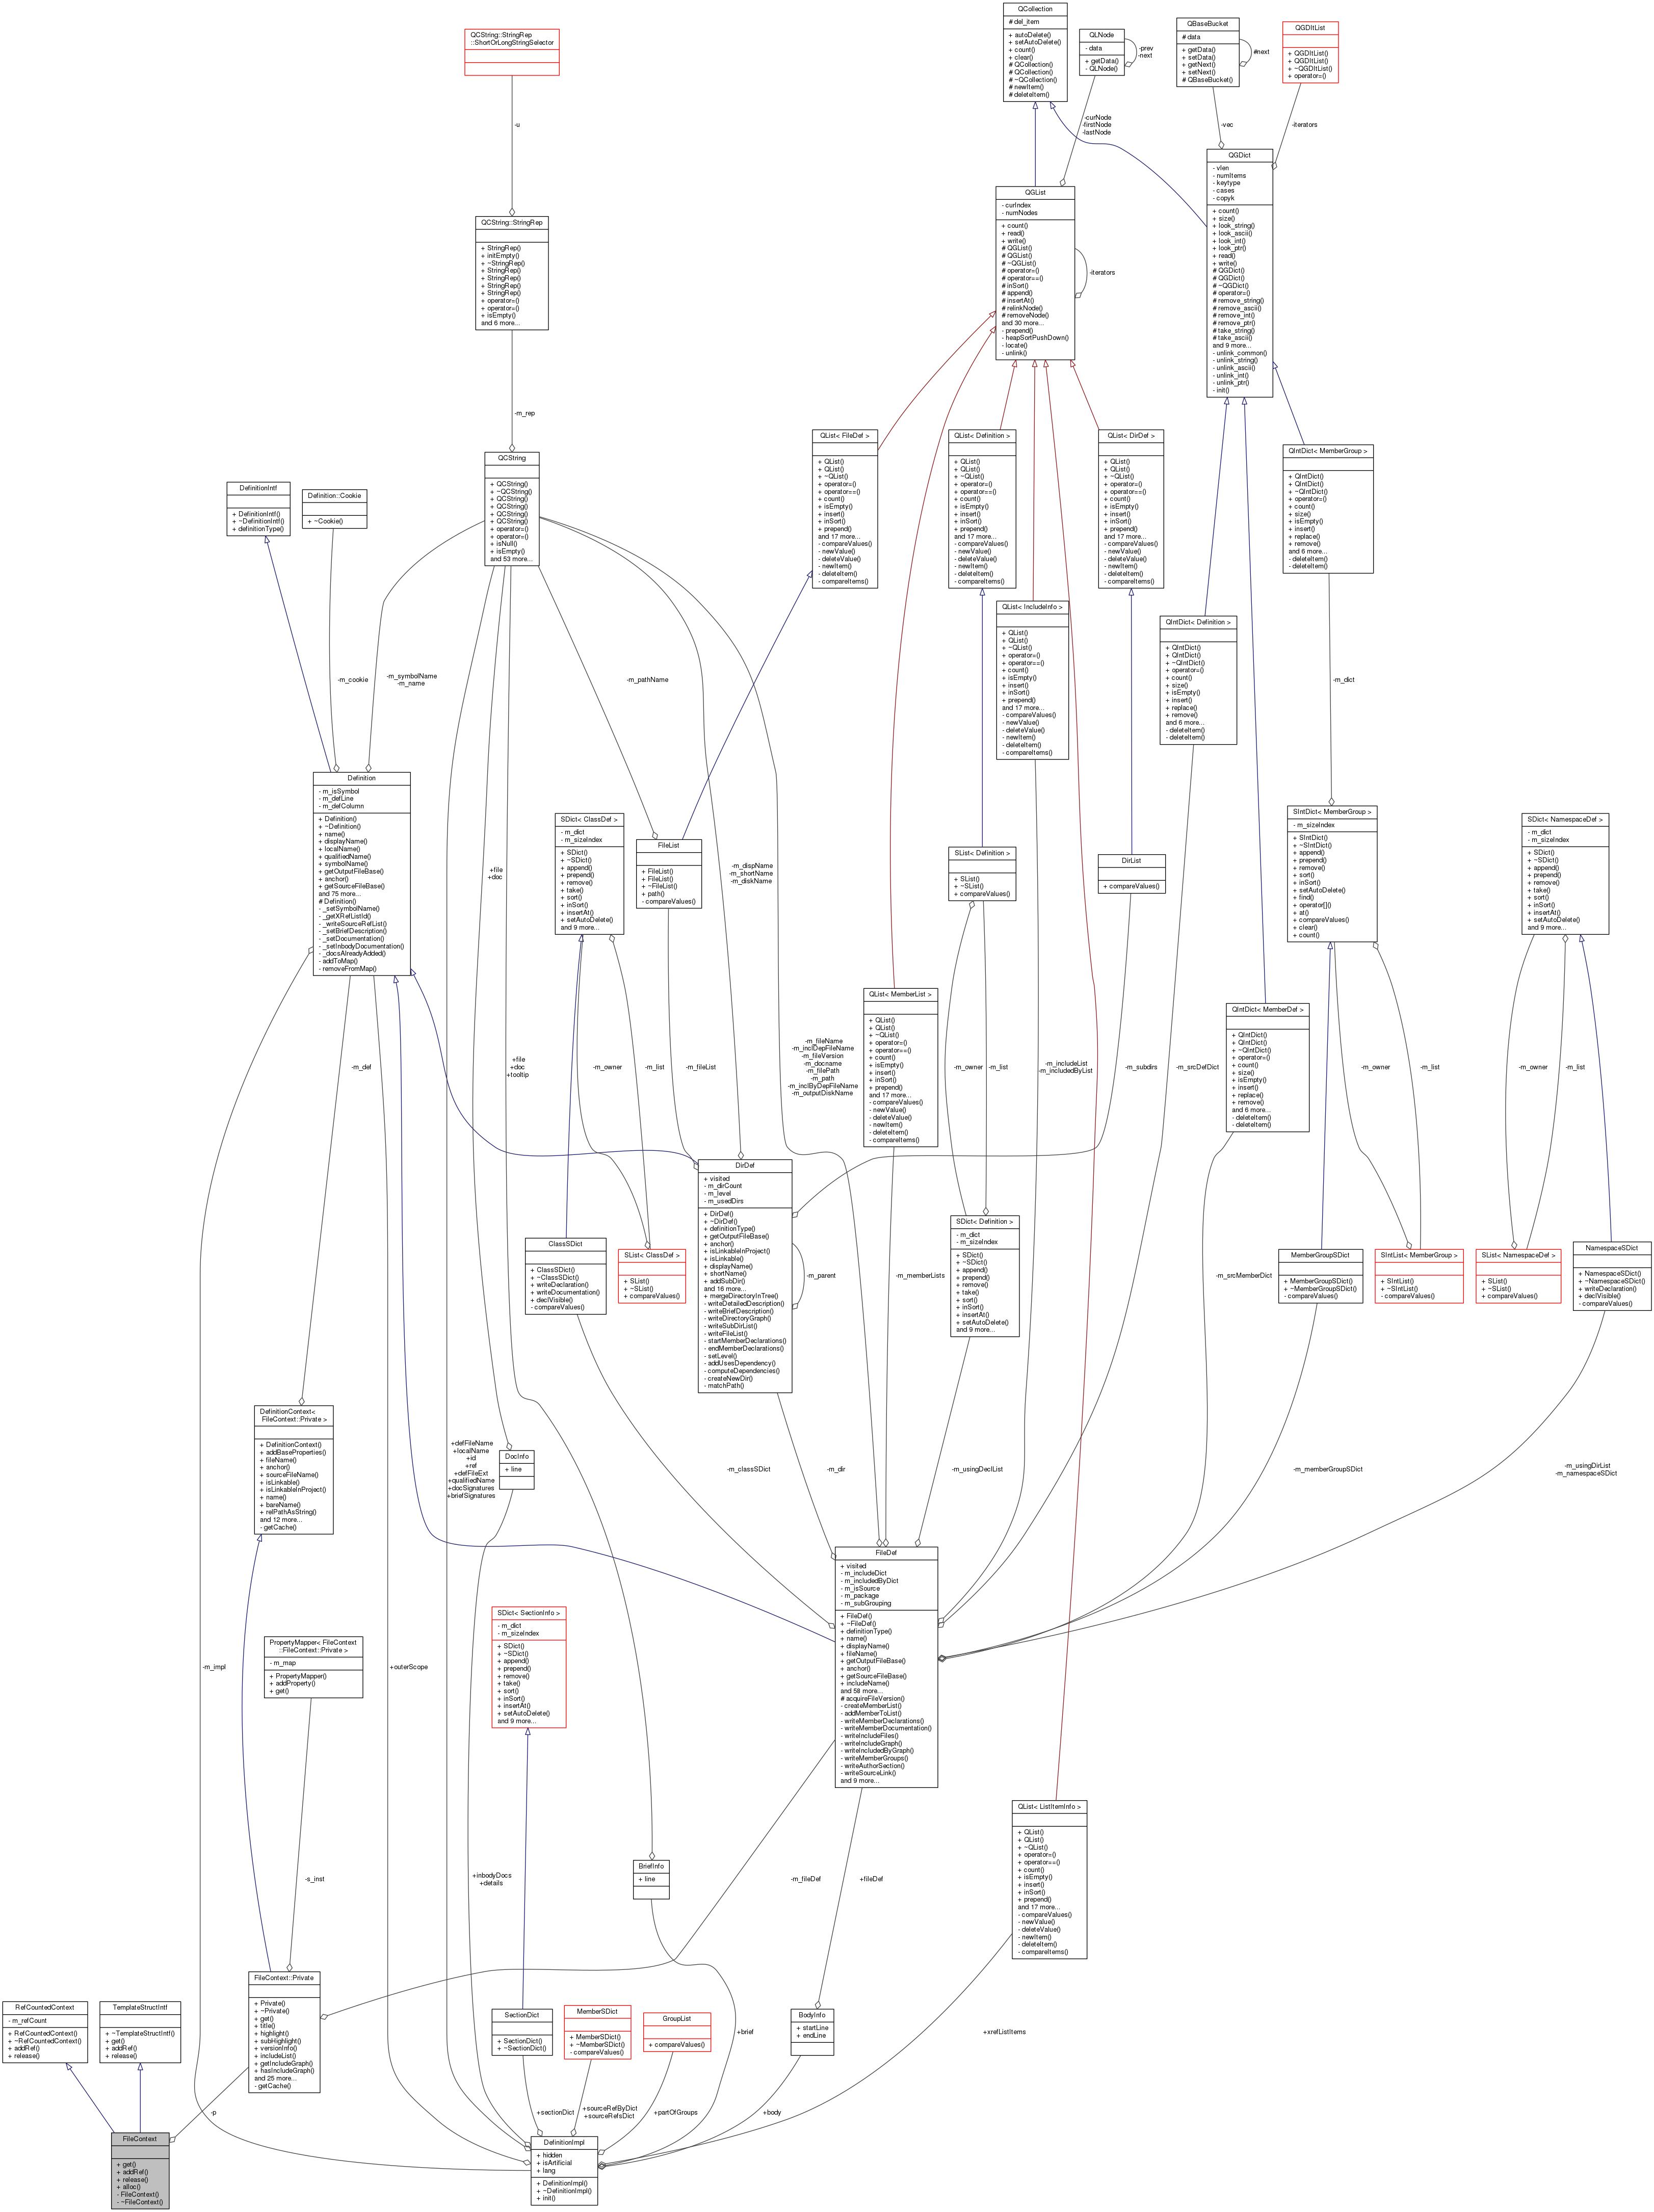 QCollection
# del_item
+ autoDelete()
+ setAutoDelete()
+ count()
+ clear()
# QCollection()
# QCollection()
# ~QCollection()
# newItem()
# deleteItem()
QLNode
- data
+ getData()
- QLNode()
-prev
-next
QBaseBucket
# data
+ getData()
+ setData()
+ getNext()
+ setNext()
# QBaseBucket()
#next
QGDItList
+ QGDItList()
+ QGDItList()
+ ~QGDItList()
+ operator=()
QCString::StringRep
::ShortOrLongStringSelector
-u
-curNode
-firstNode
-lastNode
-vec
-iterators
QGDict
- vlen
- numItems
- keytype
- cases
- copyk
+ count()
+ size()
+ look_string()
+ look_ascii()
+ look_int()
+ look_ptr()
+ read()
+ write()
# QGDict()
# QGDict()
# ~QGDict()
# operator=()
# remove_string()
# remove_ascii()
# remove_int()
# remove_ptr()
# take_string()
# take_ascii()
and 9 more...
- unlink_common()
- unlink_string()
- unlink_ascii()
- unlink_int()
- unlink_ptr()
- init()
QGList
- curIndex
- numNodes
+ count()
+ read()
+ write()
# QGList()
# QGList()
# ~QGList()
# operator=()
# operator==()
# inSort()
# append()
# insertAt()
# relinkNode()
# removeNode()
and 30 more...
- prepend()
- heapSortPushDown()
- locate()
- unlink()
-iterators
QCString::StringRep
+ StringRep()
+ initEmpty()
+ ~StringRep()
+ StringRep()
+ StringRep()
+ StringRep()
+ StringRep()
+ operator=()
+ operator=()
+ isEmpty()
and 6 more...
-m_rep
QCString
+ QCString()
+ ~QCString()
+ QCString()
+ QCString()
+ QCString()
+ QCString()
+ operator=()
+ operator=()
+ isNull()
+ isEmpty()
and 53 more...
DefinitionIntf
+ DefinitionIntf()
+ ~DefinitionIntf()
+ definitionType()
Definition::Cookie
+ ~Cookie()
QList< FileDef >
+ QList()
+ QList()
+ ~QList()
+ operator=()
+ operator==()
+ count()
+ isEmpty()
+ insert()
+ inSort()
+ prepend()
and 17 more...
- compareValues()
- newValue()
- deleteValue()
- newItem()
- deleteItem()
- compareItems()
QList< Definition >
+ QList()
+ QList()
+ ~QList()
+ operator=()
+ operator==()
+ count()
+ isEmpty()
+ insert()
+ inSort()
+ prepend()
and 17 more...
- compareValues()
- newValue()
- deleteValue()
- newItem()
- deleteItem()
- compareItems()
QList< DirDef >
+ QList()
+ QList()
+ ~QList()
+ operator=()
+ operator==()
+ count()
+ isEmpty()
+ insert()
+ inSort()
+ prepend()
and 17 more...
- compareValues()
- newValue()
- deleteValue()
- newItem()
- deleteItem()
- compareItems()
QIntDict< MemberGroup >
+ QIntDict()
+ QIntDict()
+ ~QIntDict()
+ operator=()
+ count()
+ size()
+ isEmpty()
+ insert()
+ replace()
+ remove()
and 6 more...
- deleteItem()
- deleteItem()
QList< IncludeInfo >
+ QList()
+ QList()
+ ~QList()
+ operator=()
+ operator==()
+ count()
+ isEmpty()
+ insert()
+ inSort()
+ prepend()
and 17 more...
- compareValues()
- newValue()
- deleteValue()
- newItem()
- deleteItem()
- compareItems()
QIntDict< Definition >
+ QIntDict()
+ QIntDict()
+ ~QIntDict()
+ operator=()
+ count()
+ size()
+ isEmpty()
+ insert()
+ replace()
+ remove()
and 6 more...
- deleteItem()
- deleteItem()
-m_cookie
-m_symbolName
-m_name
-m_pathName
-m_dict
Definition
- m_isSymbol
- m_defLine
- m_defColumn
+ Definition()
+ ~Definition()
+ name()
+ displayName()
+ localName()
+ qualifiedName()
+ symbolName()
+ getOutputFileBase()
+ anchor()
+ getSourceFileBase()
and 75 more...
# Definition()
- _setSymbolName()
- _getXRefListId()
- _writeSourceRefList()
- _setBriefDescription()
- _setDocumentation()
- _setInbodyDocumentation()
- _docsAlreadyAdded()
- addToMap()
- removeFromMap()
+file
+doc
SDict< ClassDef >
- m_dict
- m_sizeIndex
+ SDict()
+ ~SDict()
+ append()
+ prepend()
+ remove()
+ take()
+ sort()
+ inSort()
+ insertAt()
+ setAutoDelete()
and 9 more...
FileList
+ FileList()
+ FileList()
+ ~FileList()
+ path()
- compareValues()
-m_dispName
-m_shortName
-m_diskName
SList< Definition >
+ SList()
+ ~SList()
+ compareValues()
DirList
+ compareValues()
SIntDict< MemberGroup >
- m_sizeIndex
+ SIntDict()
+ ~SIntDict()
+ append()
+ prepend()
+ remove()
+ sort()
+ inSort()
+ setAutoDelete()
+ find()
+ operator[]()
+ at()
+ compareValues()
+ clear()
+ count()
SDict< NamespaceDef >
- m_dict
- m_sizeIndex
+ SDict()
+ ~SDict()
+ append()
+ prepend()
+ remove()
+ take()
+ sort()
+ inSort()
+ insertAt()
+ setAutoDelete()
and 9 more...
QList< MemberList >
+ QList()
+ QList()
+ ~QList()
+ operator=()
+ operator==()
+ count()
+ isEmpty()
+ insert()
+ inSort()
+ prepend()
and 17 more...
- compareValues()
- newValue()
- deleteValue()
- newItem()
- deleteItem()
- compareItems()
QIntDict< MemberDef >
+ QIntDict()
+ QIntDict()
+ ~QIntDict()
+ operator=()
+ count()
+ size()
+ isEmpty()
+ insert()
+ replace()
+ remove()
and 6 more...
- deleteItem()
- deleteItem()
-m_def
+file
+doc
+tooltip
-m_owner
-m_list
-m_fileList
-m_fileName
-m_inclDepFileName
-m_fileVersion
-m_docname
-m_filePath
-m_path
-m_inclByDepFileName
-m_outputDiskName
-m_owner
-m_list
-m_includeList
-m_includedByList
-m_subdirs
-m_srcDefDict
-m_owner
-m_list
-m_owner
-m_list
DirDef
+ visited
- m_dirCount
- m_level
- m_usedDirs
+ DirDef()
+ ~DirDef()
+ definitionType()
+ getOutputFileBase()
+ anchor()
+ isLinkableInProject()
+ isLinkable()
+ displayName()
+ shortName()
+ addSubDir()
and 16 more...
+ mergeDirectoryInTree()
- writeDetailedDescription()
- writeBriefDescription()
- writeDirectoryGraph()
- writeSubDirList()
- writeFileList()
- startMemberDeclarations()
- endMemberDeclarations()
- setLevel()
- addUsesDependency()
- computeDependencies()
- createNewDir()
- matchPath()
-m_parent
ClassSDict
+ ClassSDict()
+ ~ClassSDict()
+ writeDeclaration()
+ writeDocumentation()
+ declVisible()
- compareValues()
SList< ClassDef >
+ SList()
+ ~SList()
+ compareValues()
-m_memberLists
SDict< Definition >
- m_dict
- m_sizeIndex
+ SDict()
+ ~SDict()
+ append()
+ prepend()
+ remove()
+ take()
+ sort()
+ inSort()
+ insertAt()
+ setAutoDelete()
and 9 more...
-m_srcMemberDict
MemberGroupSDict
+ MemberGroupSDict()
+ ~MemberGroupSDict()
- compareValues()
SIntList< MemberGroup >
+ SIntList()
+ ~SIntList()
- compareValues()
SList< NamespaceDef >
+ SList()
+ ~SList()
+ compareValues()
NamespaceSDict
+ NamespaceSDict()
+ ~NamespaceSDict()
+ writeDeclaration()
+ declVisible()
- compareValues()
DefinitionContext<
FileContext::Private >
+ DefinitionContext()
+ addBaseProperties()
+ fileName()
+ anchor()
+ sourceFileName()
+ isLinkable()
+ isLinkableInProject()
+ name()
+ bareName()
+ relPathAsString()
and 12 more...
- getCache()
+defFileName
+localName
+id
+ref
+defFileExt
+qualifiedName
+docSignatures
+briefSignatures
DocInfo
+ line
-m_classSDict
-m_dir
-m_usingDeclList
-m_memberGroupSDict
-m_usingDirList
-m_namespaceSDict
FileDef
+ visited
- m_includeDict
- m_includedByDict
- m_isSource
- m_package
- m_subGrouping
+ FileDef()
+ ~FileDef()
+ definitionType()
+ name()
+ displayName()
+ fileName()
+ getOutputFileBase()
+ anchor()
+ getSourceFileBase()
+ includeName()
and 58 more...
# acquireFileVersion()
- createMemberList()
- addMemberToList()
- writeMemberDeclarations()
- writeMemberDocumentation()
- writeIncludeFiles()
- writeIncludeGraph()
- writeIncludedByGraph()
- writeMemberGroups()
- writeAuthorSection()
- writeSourceLink()
and 9 more...
SDict< SectionInfo >
- m_dict
- m_sizeIndex
+ SDict()
+ ~SDict()
+ append()
+ prepend()
+ remove()
+ take()
+ sort()
+ inSort()
+ insertAt()
+ setAutoDelete()
and 9 more...
PropertyMapper< FileContext
::FileContext::Private >
- m_map
+ PropertyMapper()
+ addProperty()
+ get()
-m_impl
+outerScope
QList< ListItemInfo >
+ QList()
+ QList()
+ ~QList()
+ operator=()
+ operator==()
+ count()
+ isEmpty()
+ insert()
+ inSort()
+ prepend()
and 17 more...
- compareValues()
- newValue()
- deleteValue()
- newItem()
- deleteItem()
- compareItems()
-s_inst
+inbodyDocs
+details
BriefInfo
+ line
-m_fileDef
+fileDef
FileContext::Private
+ Private()
+ ~Private()
+ get()
+ title()
+ highlight()
+ subHighlight()
+ versionInfo()
+ includeList()
+ getIncludeGraph()
+ hasIncludeGraph()
and 25 more...
- getCache()
RefCountedContext
- m_refCount
+ RefCountedContext()
+ ~RefCountedContext()
+ addRef()
+ release()
TemplateStructIntf
+ ~TemplateStructIntf()
+ get()
+ addRef()
+ release()
SectionDict
+ SectionDict()
+ ~SectionDict()
MemberSDict
+ MemberSDict()
+ ~MemberSDict()
- compareValues()
GroupList
+ compareValues()
+brief
BodyInfo
+ startLine
+ endLine
+xrefListItems
-p
+sectionDict
+sourceRefByDict
+sourceRefsDict
+partOfGroups
+body
FileContext
+ get()
+ addRef()
+ release()
+ alloc()
- FileContext()
- ~FileContext()
DefinitionImpl
+ hidden
+ isArtificial
+ lang
+ DefinitionImpl()
+ ~DefinitionImpl()
+ init()